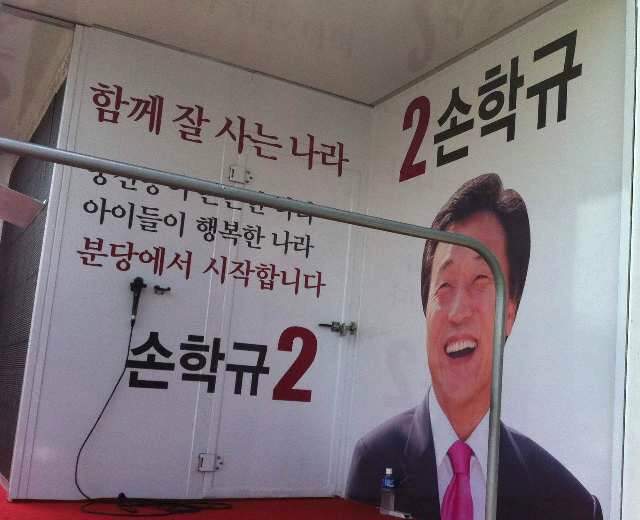 함께 잘 사는 나라
아이들이 행복한 나라
분당에서 시작합니다
손학규2
2손학규